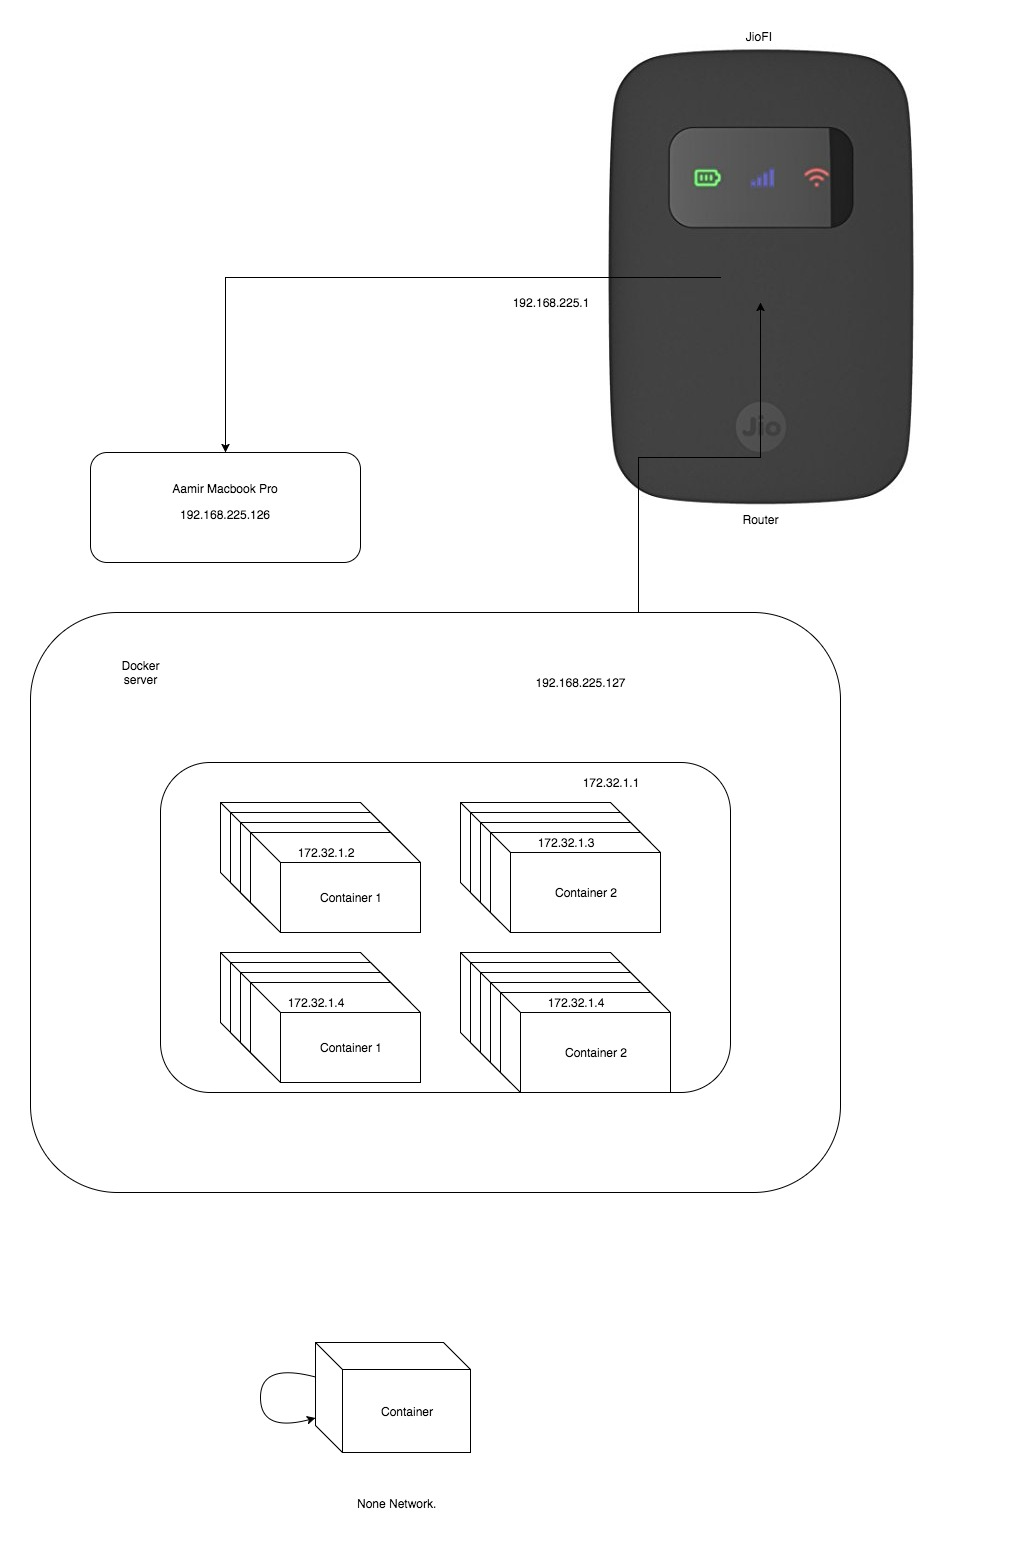 JioFI
Jio
192.168.225.1
Router
Aamir Macbook Pro
192.168.225.126
Docker
server
192.168.225.127
172.32.1.1
172.32.1.2
Container 1
172.32.1.3
Container 2
172.32.1.4
Container 1
172.32.1.4
Container 2
Container
None Network.